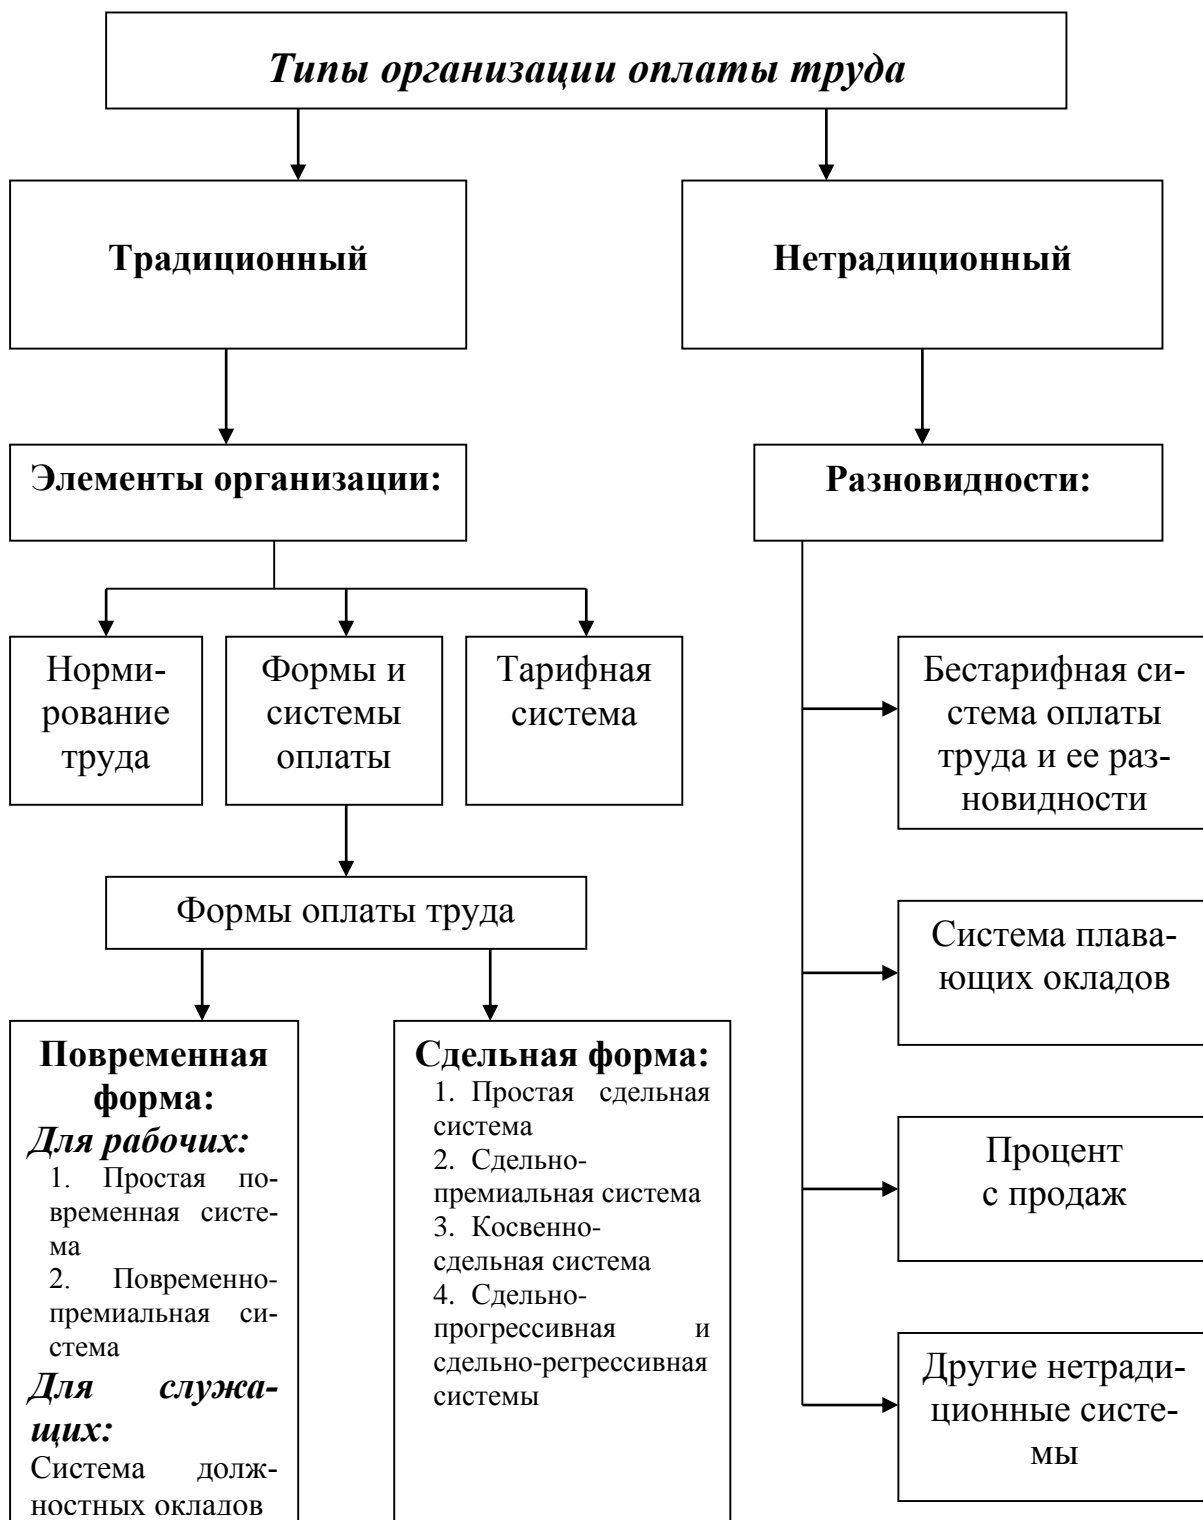 Типы организации оплаты труда
Традиционный
Нетрадиционный
Элементы организации:
Разновидности:
Норми-
рование
труда
Формы и
системы
оплаты
Тарифная
система
Бестарифная си-
стема оплаты
труда и ее раз-
новидности
Формы оплаты труда
Система плава-
ющих окладов
Повременная
форма:
Для рабочих:
1. Простая по-
временная систе-
ма
2. Повременно-
премиальная си-
стема
Для служа-
щих:
Система долж-
ностных окладов
Сдельная форма:
1. Простая сдельная
система
2. Сдельно-
премиальная система
3. Косвенно-
сдельная система
4. Сдельно-
прогрессивная и
сдельно-регрессивная
системы
Процент
с продаж
Другие нетради-
ционные систе-
мы